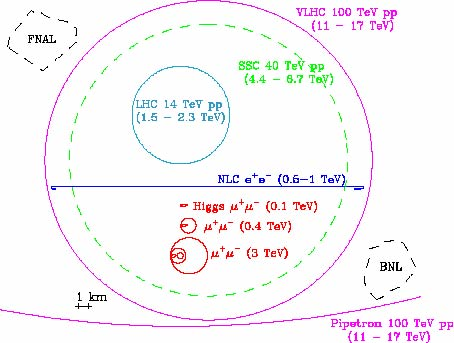 VLHC 100 TeV pp
(11 - 17 TeV)
FNAL
SSC 40 TeV pp
(4.4 - 6.7 TeV)
LHC 14 TeV pp
(1.5 - 2.3 TeV)
NLC e⁺e⁻ (0.5-1 TeV)
Higgs μ⁺μ⁻ (0.1 TeV)
μ⁺μ⁻ (0.4 TeV)
μ⁺μ⁻ (3 TeV)
BNL
1 km
Pipetron 100 TeV pp
(11 - 17 TeV)